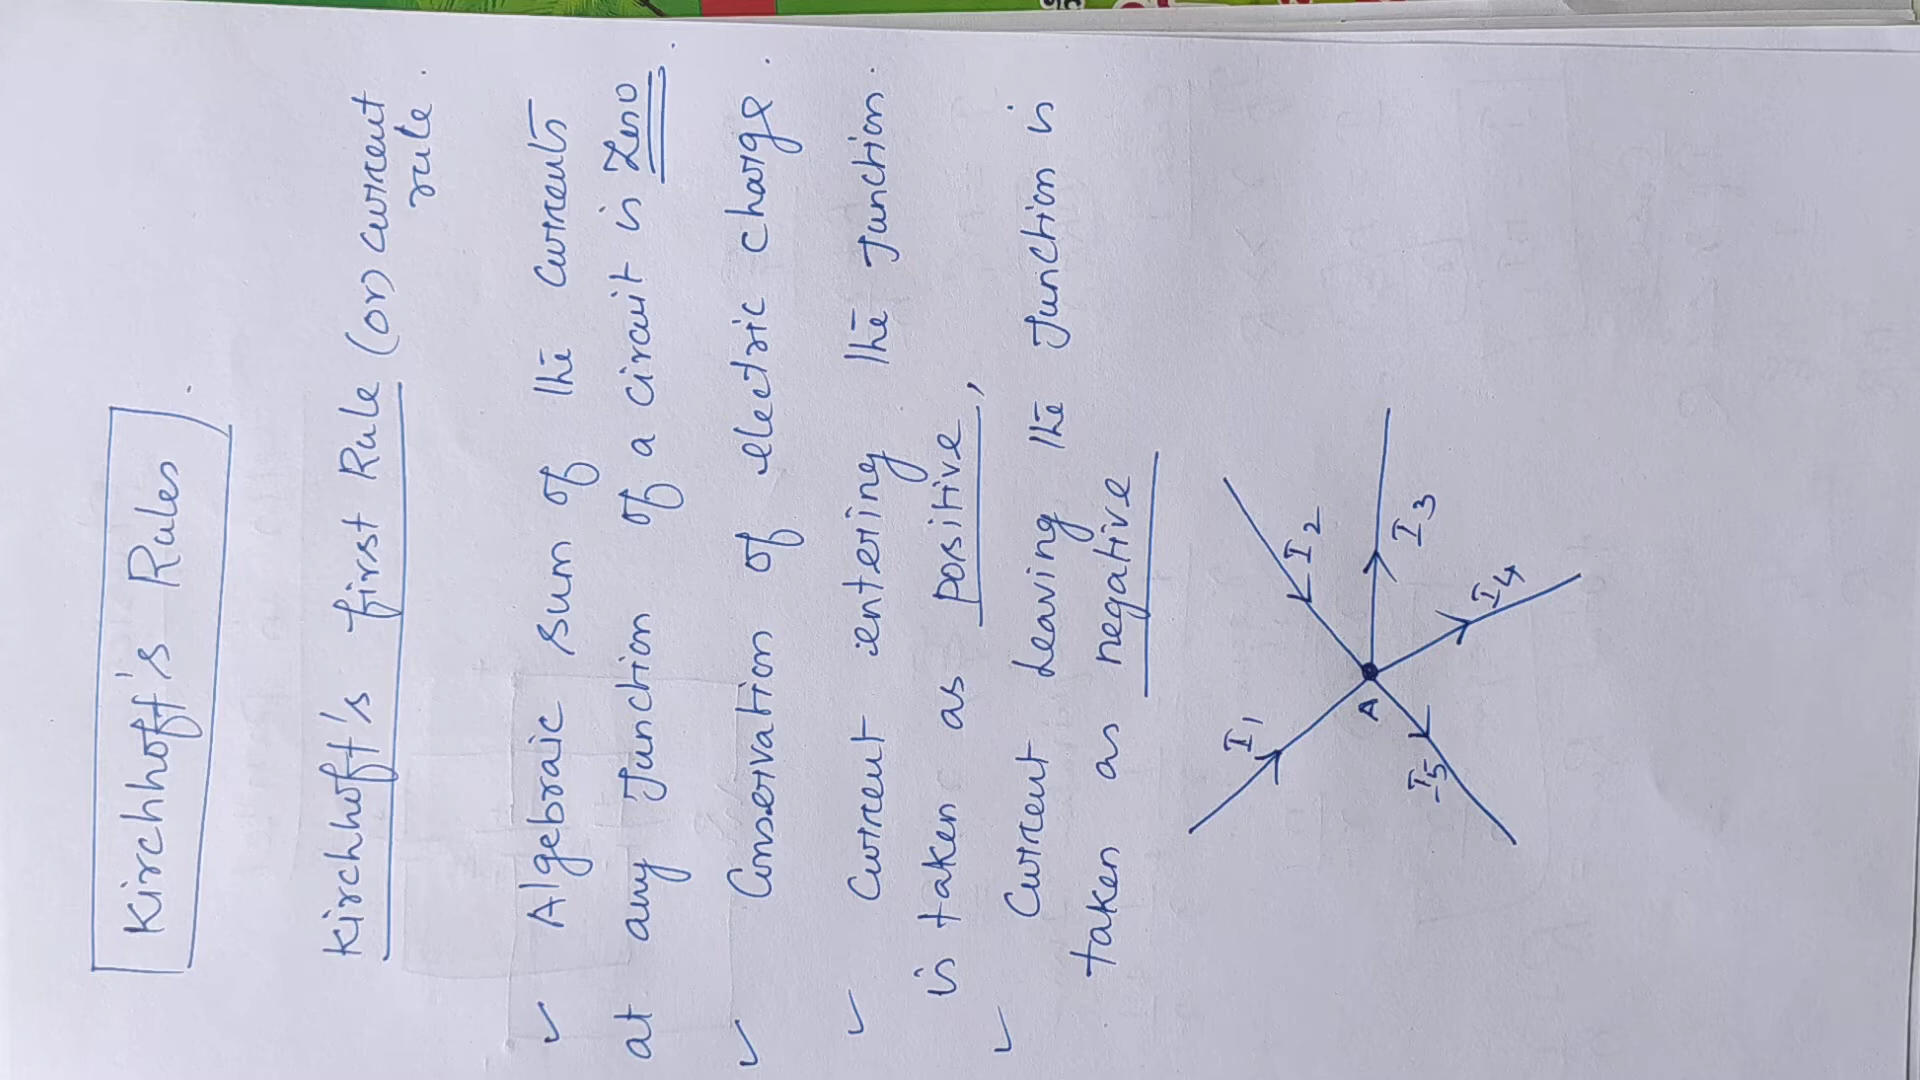 Kirchhoff's Rules.
Kirchhoff's first Rule (or) current
rule.
✓ Algebraic sum of the currents
at any Junction of a circuit is Zero.
✓ Conservation of electric charge.
✓ Current entering the Junction.
is taken as positive,
✓ Current Leaving the Junction is
taken as negative
I1
I2
A
I3
I5
I4